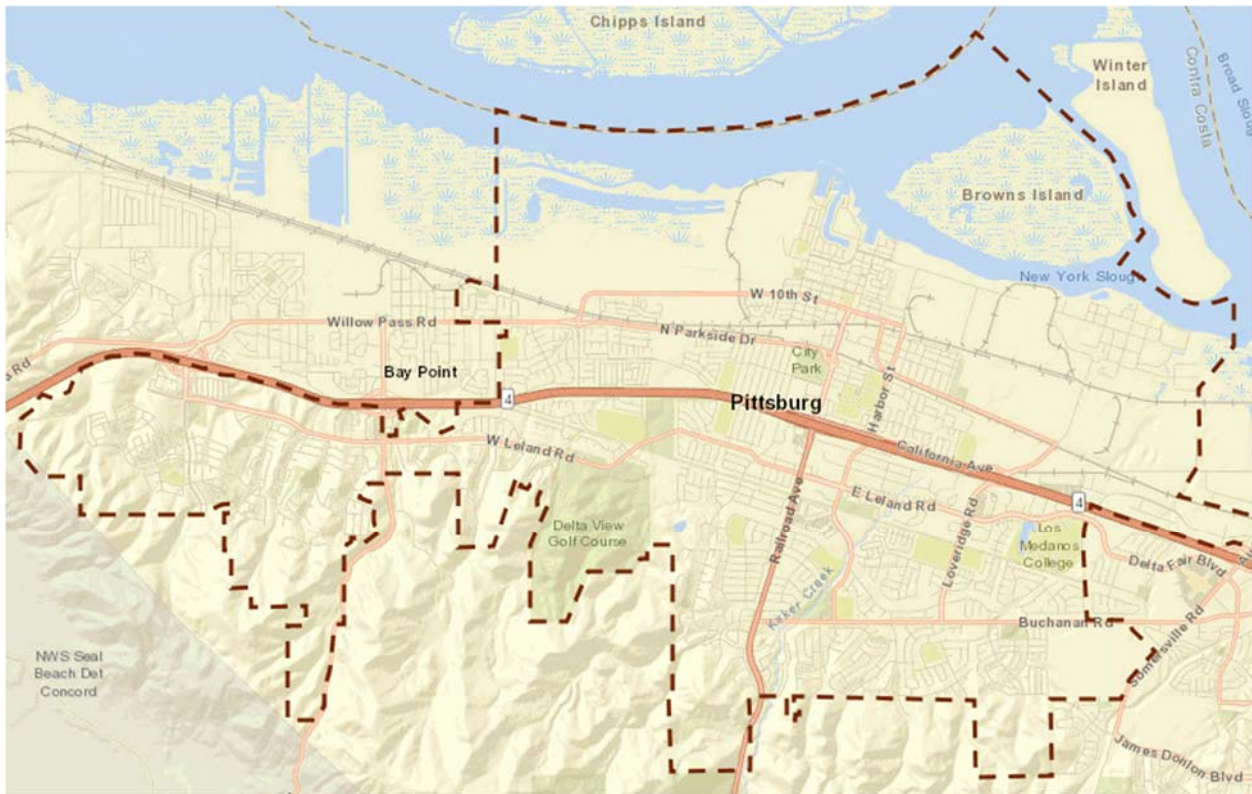 Chipps Island
Winter
Island
Contra Costa
Broad Sloug
Browns Island
New York Slough
W 10th St
Willow Pass Rd
N Parkside Dr
City
Park
s Rd
Bay Point
4
Pittsburg
Harbor St
W Leland Rd
California Ave
E Leland Rd
4
Railroad Ave
Loveridge Rd
Delta View
Golf Course
Los
Medanos
College
Delta Fair Blvd
Kirker Creek
Buchanan Rd
Somersville Rd
NWS Seal
Beach Det
Concord
James Donlon Blvd